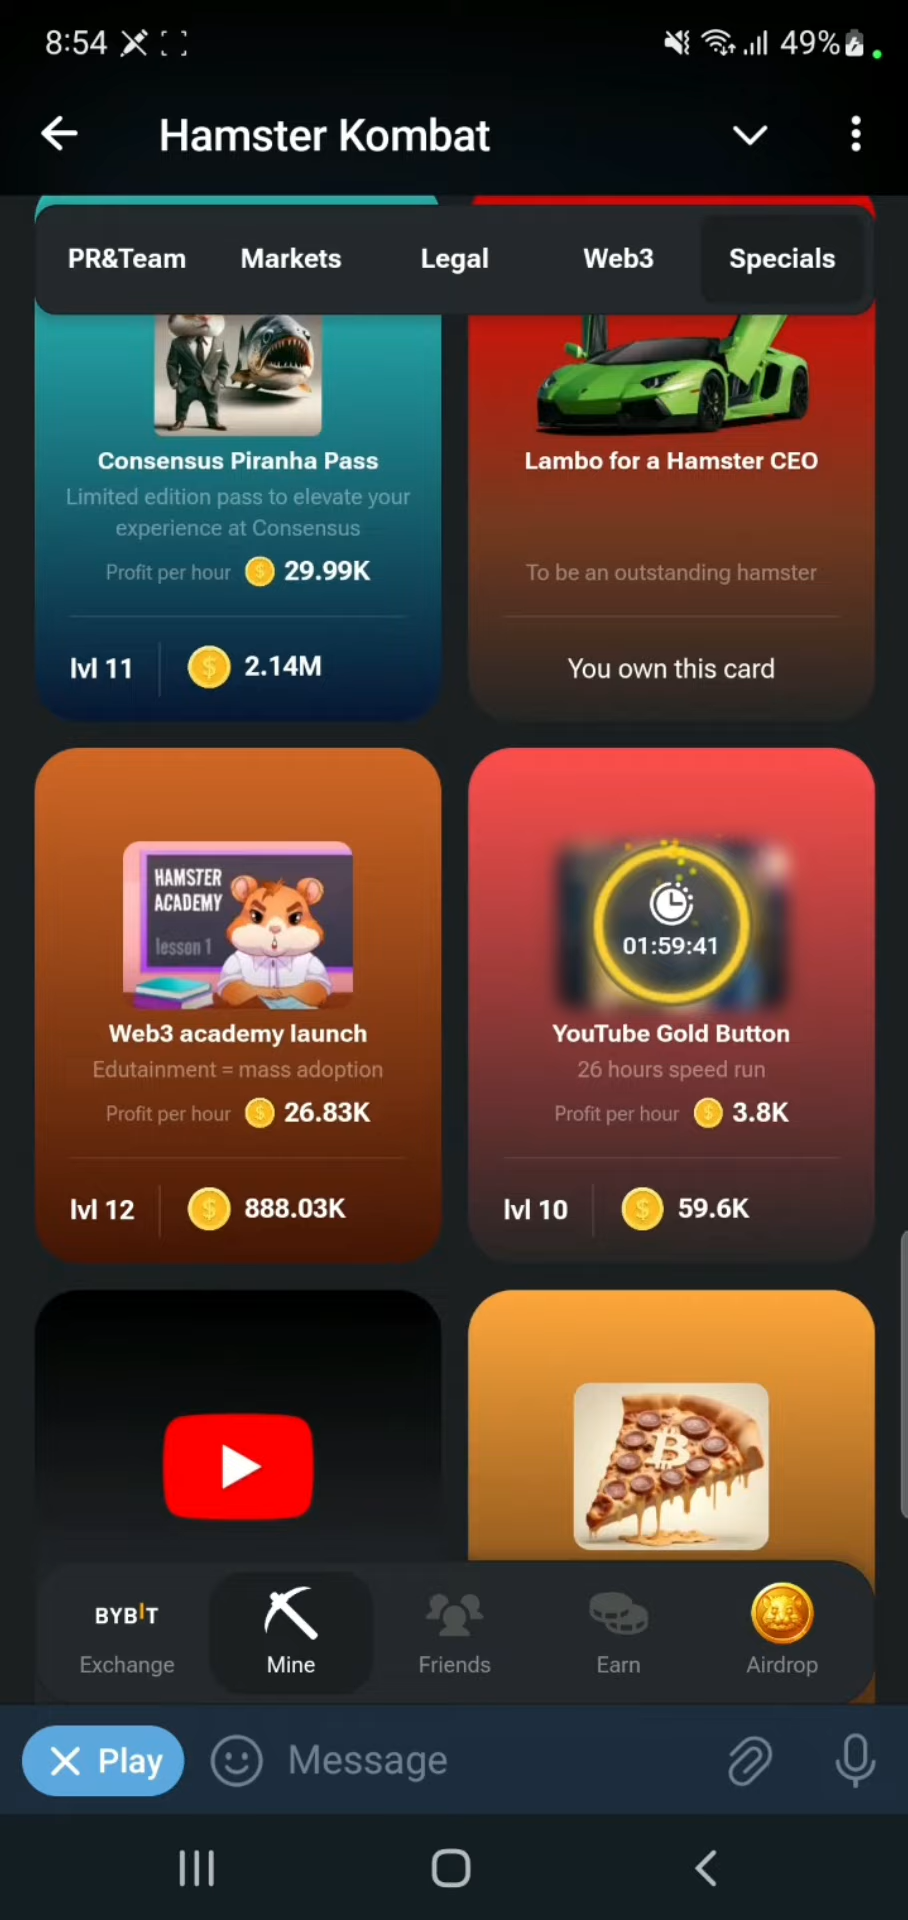 8:54
49%
Hamster Kombat
PR&Team Markets Legal Web3 Specials
Consensus Piranha Pass
Limited edition pass to elevate your
experience at Consensus
Profit per hour 29.99K
lvl 11 2.14M
Lambo for a Hamster CEO
To be an outstanding hamster
You own this card
HAMSTER
ACADEMY
lesson 1
Web3 academy launch
Edutainment = mass adoption
Profit per hour 26.83K
lvl 12 888.03K
01:59:41
YouTube Gold Button
26 hours speed run
Profit per hour 3.8K
lvl 10 59.6K
BYBIT
Exchange Mine Friends Earn Airdrop
Play Message